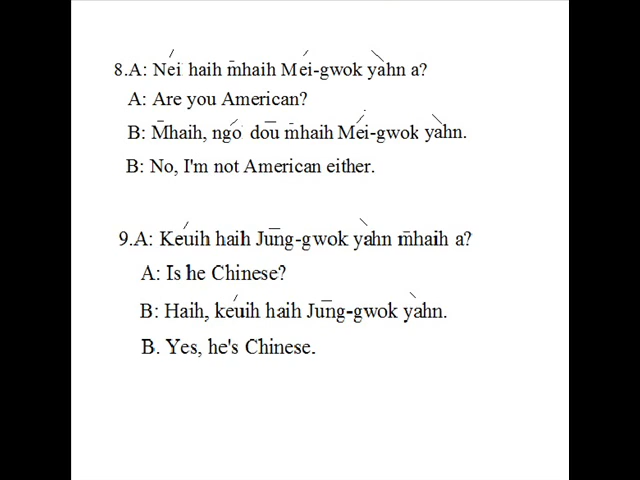 8.A: Néi haih m̄haih Méi-gwok yàhn a?
A: Are you American?
B: M̄haih, ngó dōu m̄haih Méi-gwok yàhn.
B: No, I'm not American either.
9.A: Kéuih haih Jūng-gwok yàhn m̄haih a?
A: Is he Chinese?
B: Haih, kéuih haih Jūng-gwok yàhn.
B. Yes, he's Chinese.